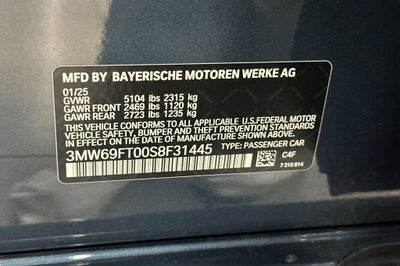 MFD BY BAYERISCHE MOTOREN WERKE AG
01/25
GVWR 5104 lbs 2315 kg
GAWR FRONT 2469 lbs 1120 kg
GAWR REAR 2723 lbs 1235 kg
THIS VEHICLE CONFORMS TO ALL APPLICABLE U.S.FEDERAL MOTOR
VEHICLE SAFETY, BUMPER, AND THEFT PREVENTION STANDARDS
IN EFFECT ON THE DATE OF MANUFACTURE SHOWN ABOVE.
3MW69FT00S8F31445 TYPE: PASSENGER CAR
C4F
7 315 814